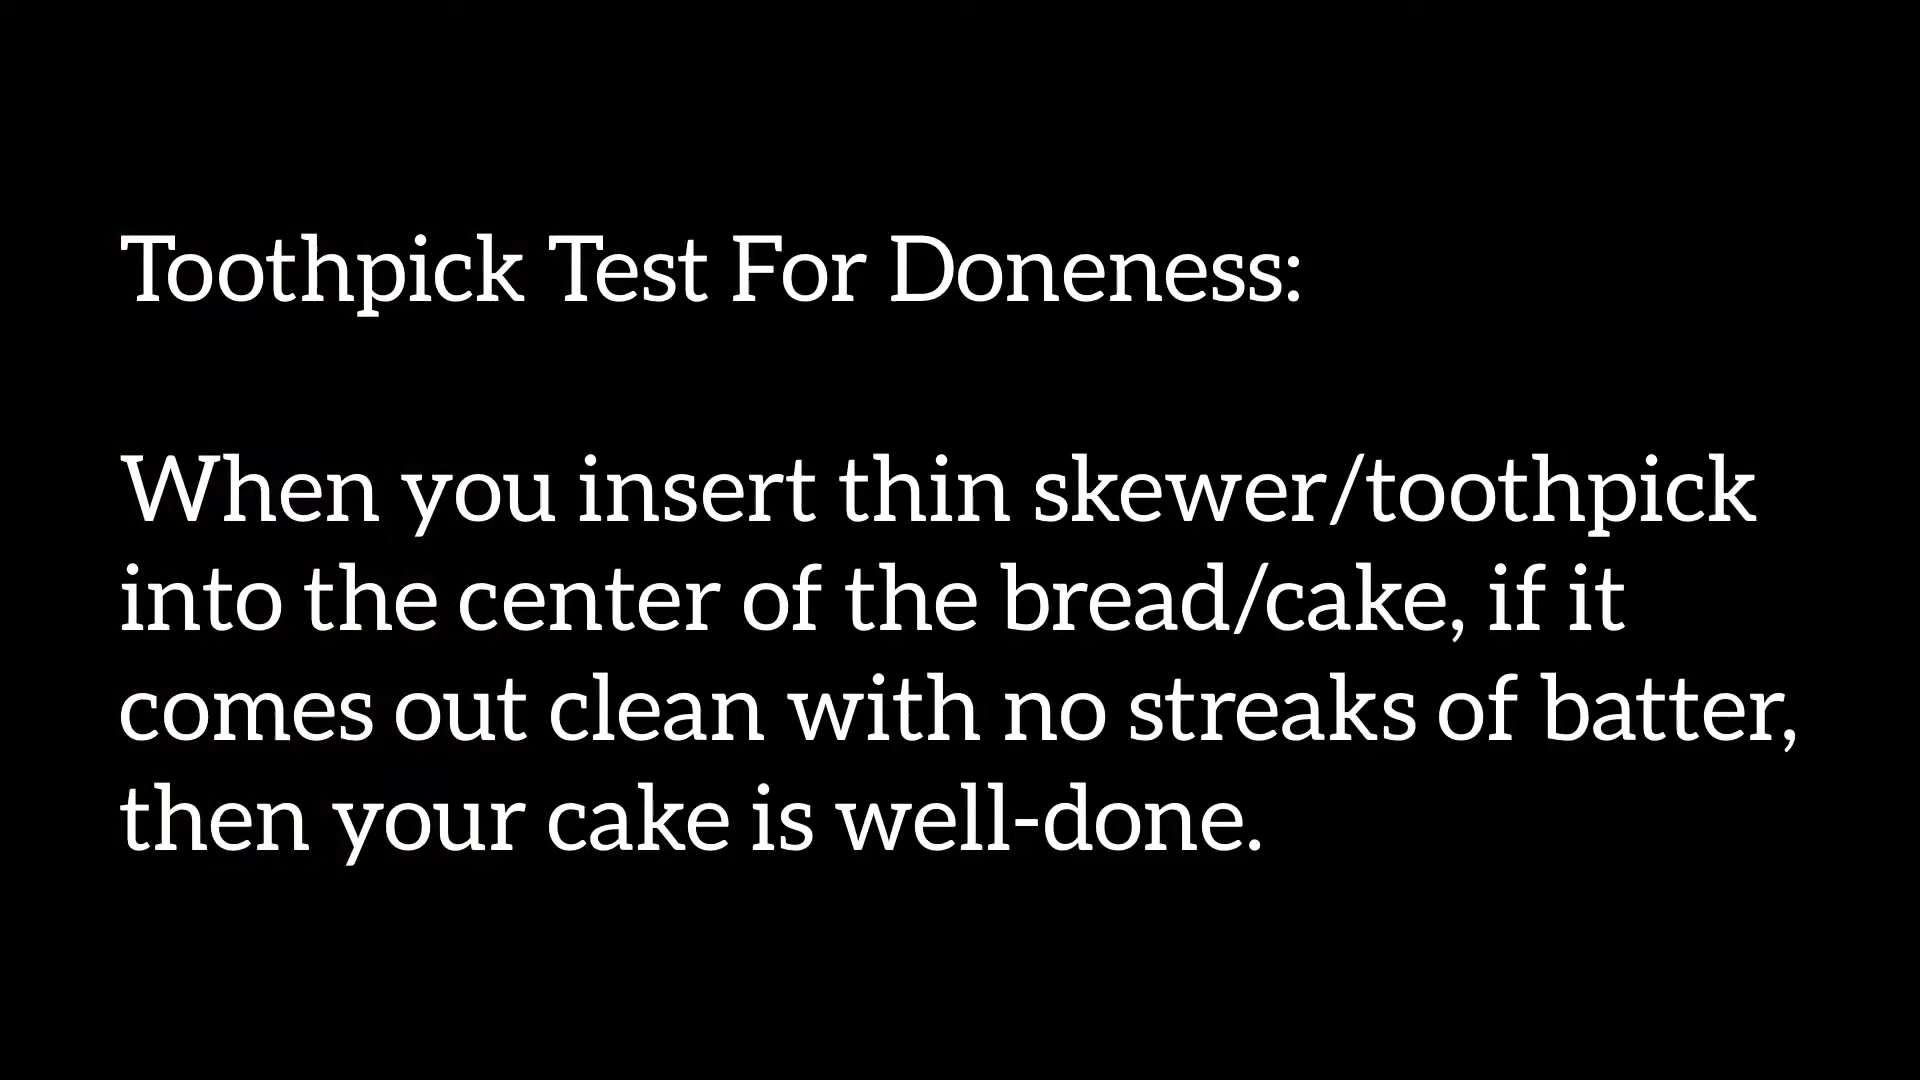 Toothpick Test For Doneness:
When you insert thin skewer/toothpick
into the center of the bread/cake, if it
comes out clean with no streaks of batter,
then your cake is well-done.